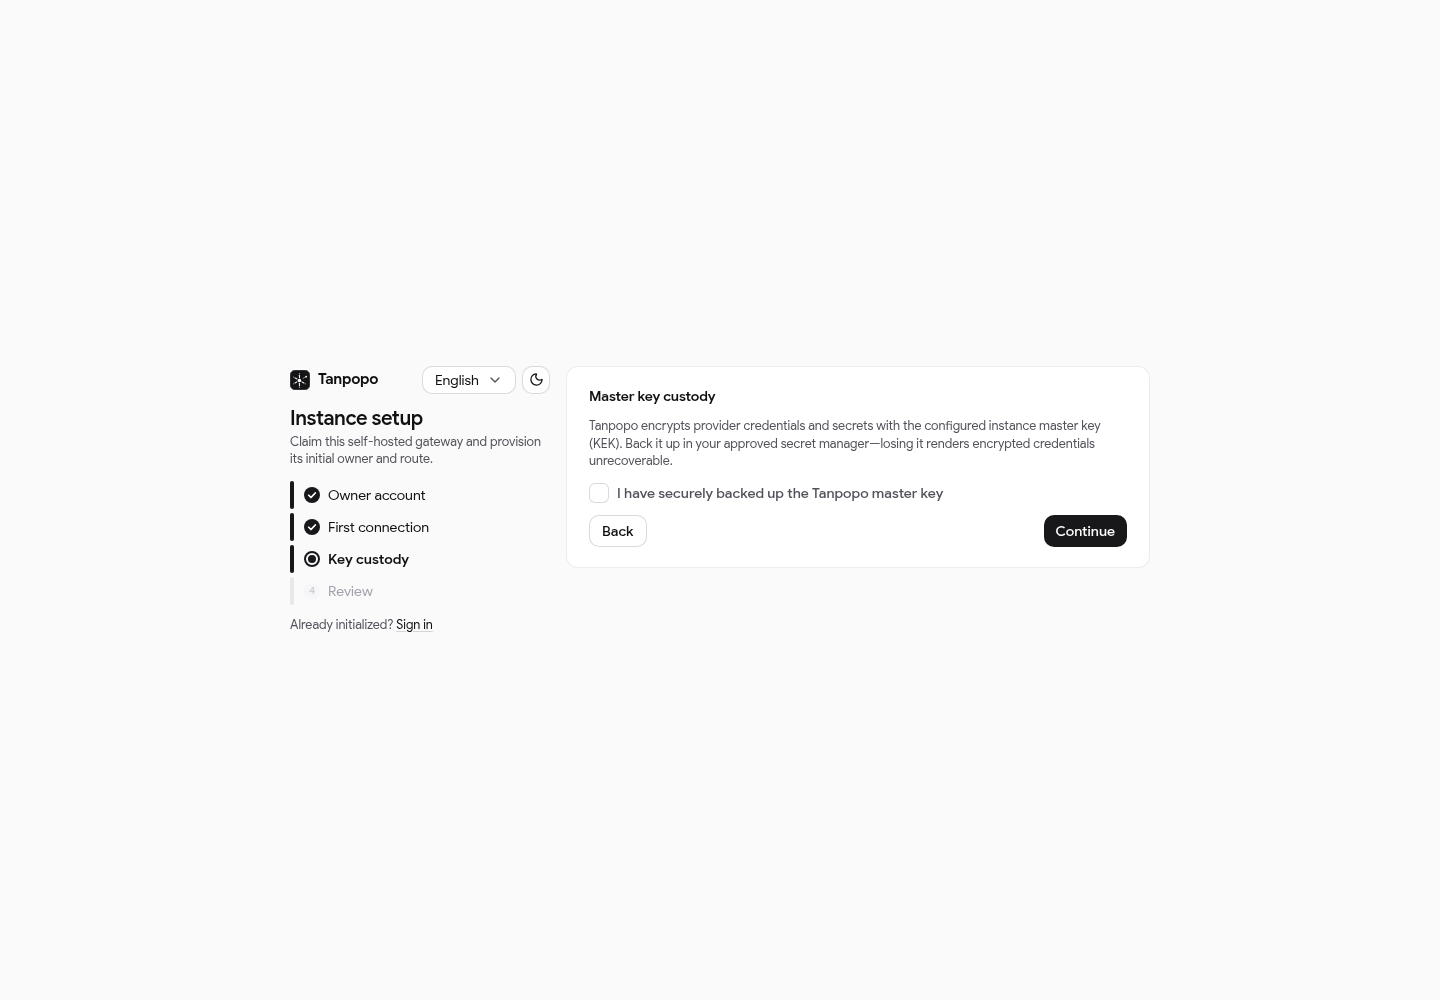 Tanpopo
English
Instance setup
Claim this self-hosted gateway and provision
its initial owner and route.
Owner account
First connection
Key custody
4 Review
Already initialized? Sign in
Master key custody
Tanpopo encrypts provider credentials and secrets with the configured instance master key
(KEK). Back it up in your approved secret manager—losing it renders encrypted credentials
unrecoverable.
I have securely backed up the Tanpopo master key
Back
Continue